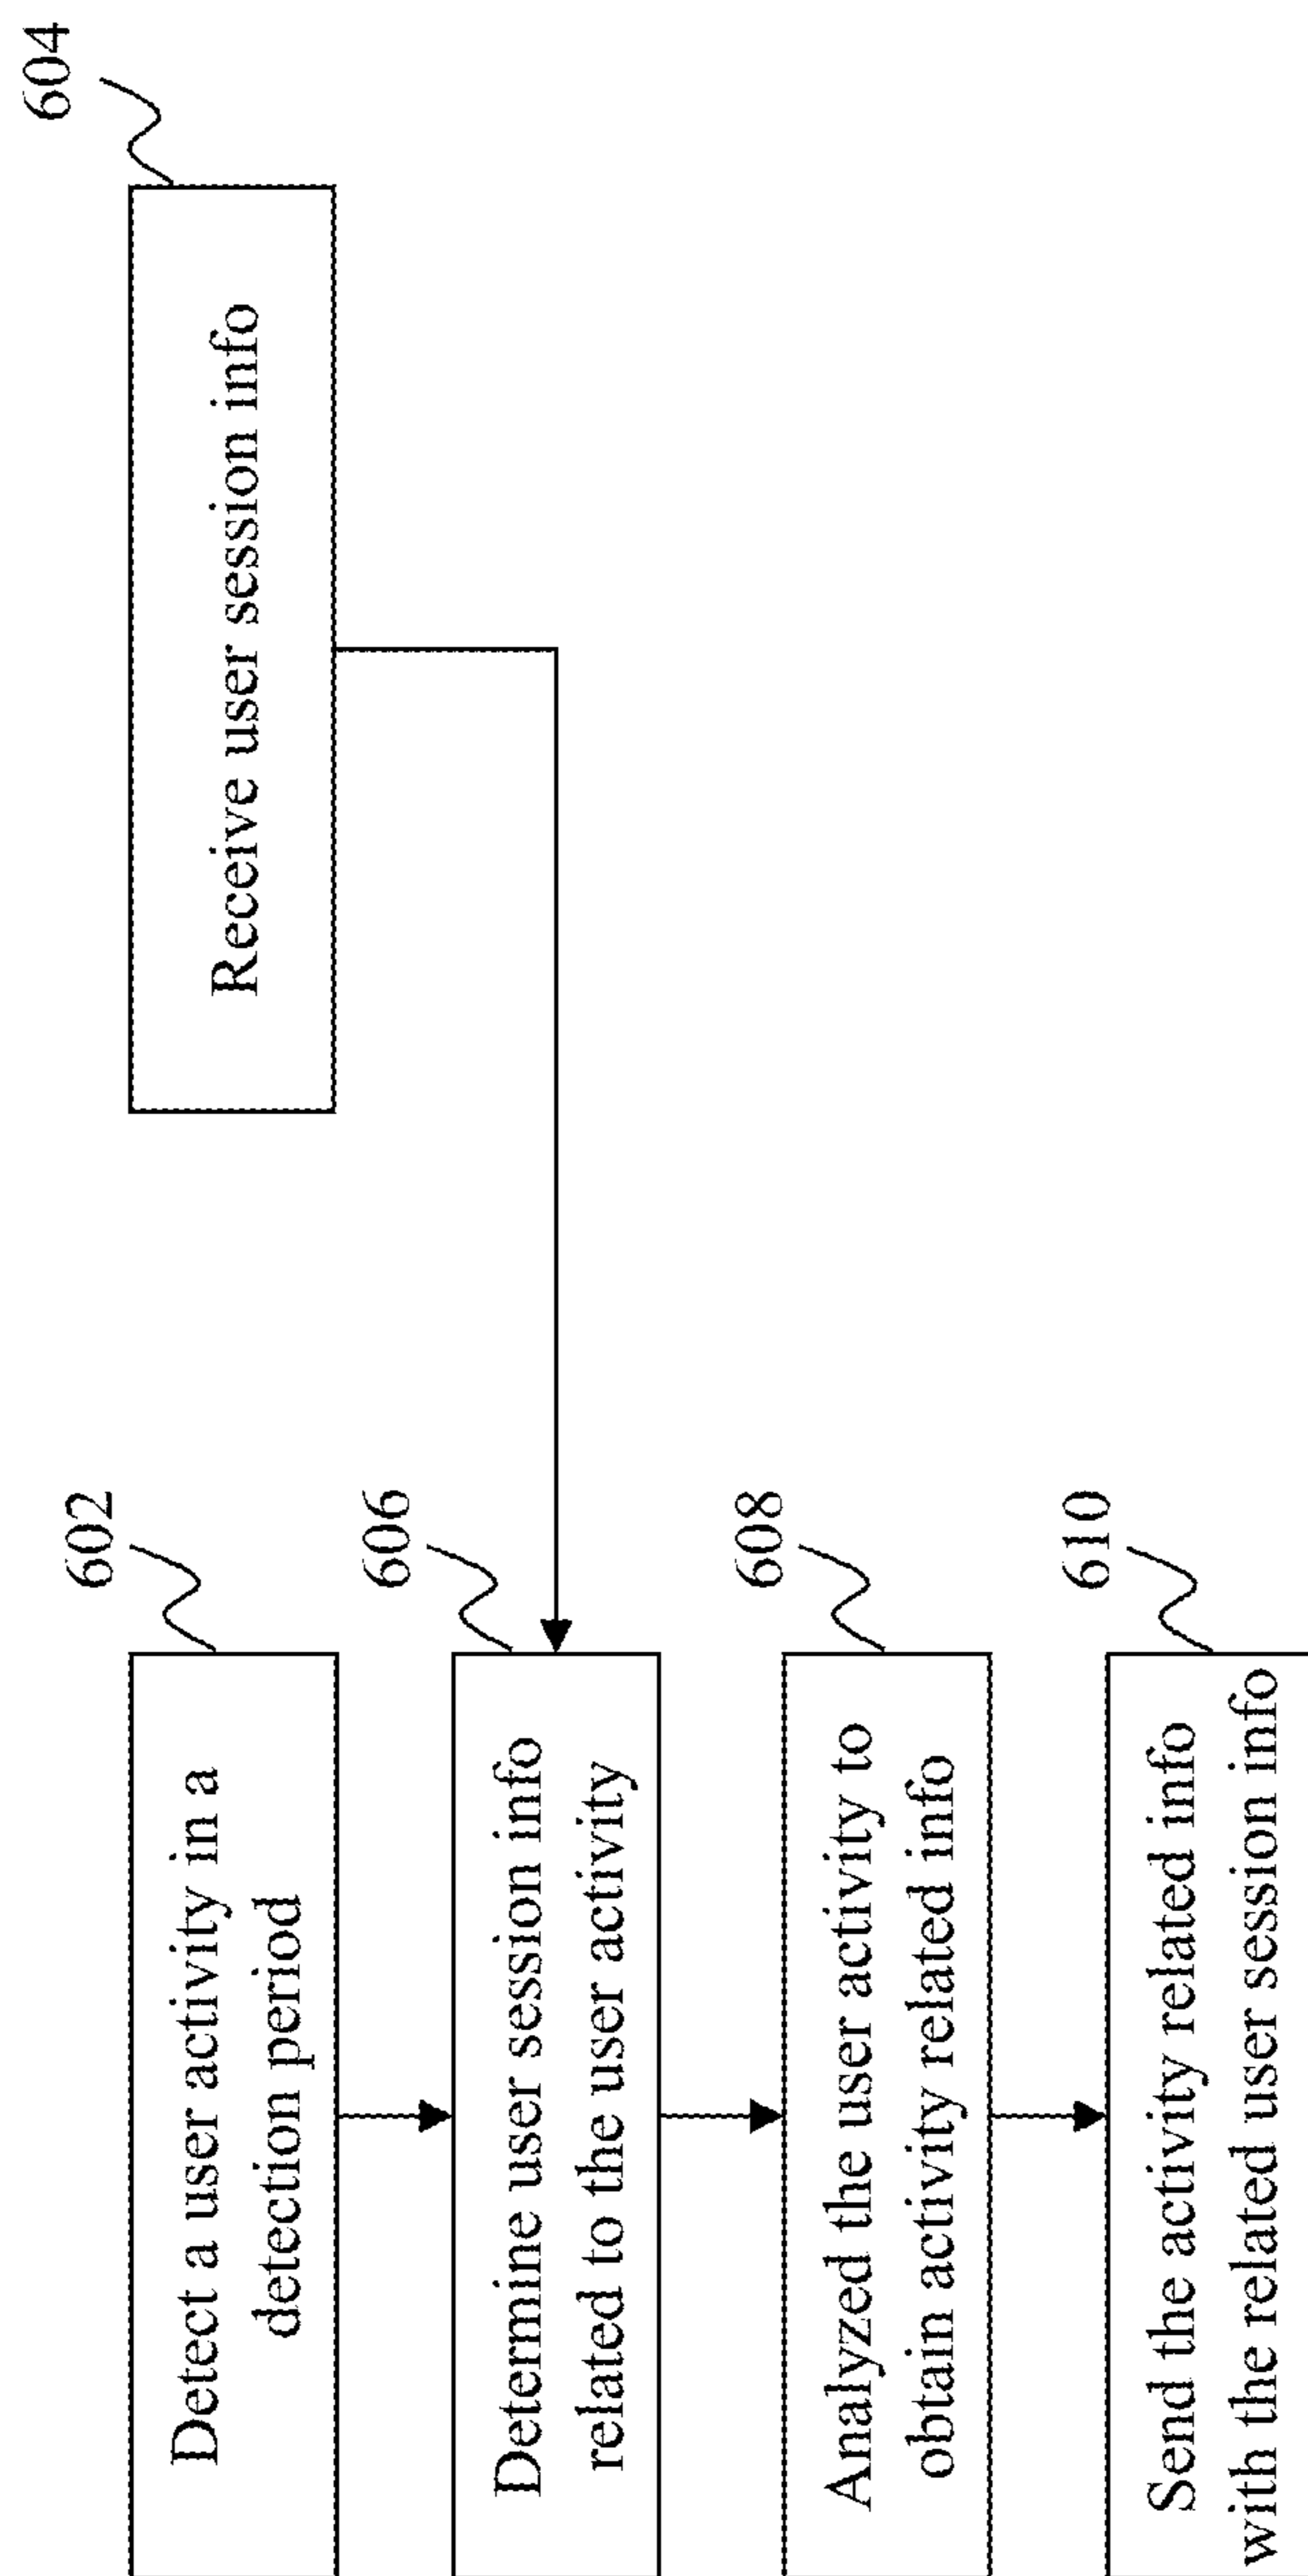 602
Detect a user activity in a
detection period
604
Receive user session info
606
Determine user session info
related to the user activity
608
Analyzed the user activity to
obtain activity related info
610
Send the activity related info
with the related user session info